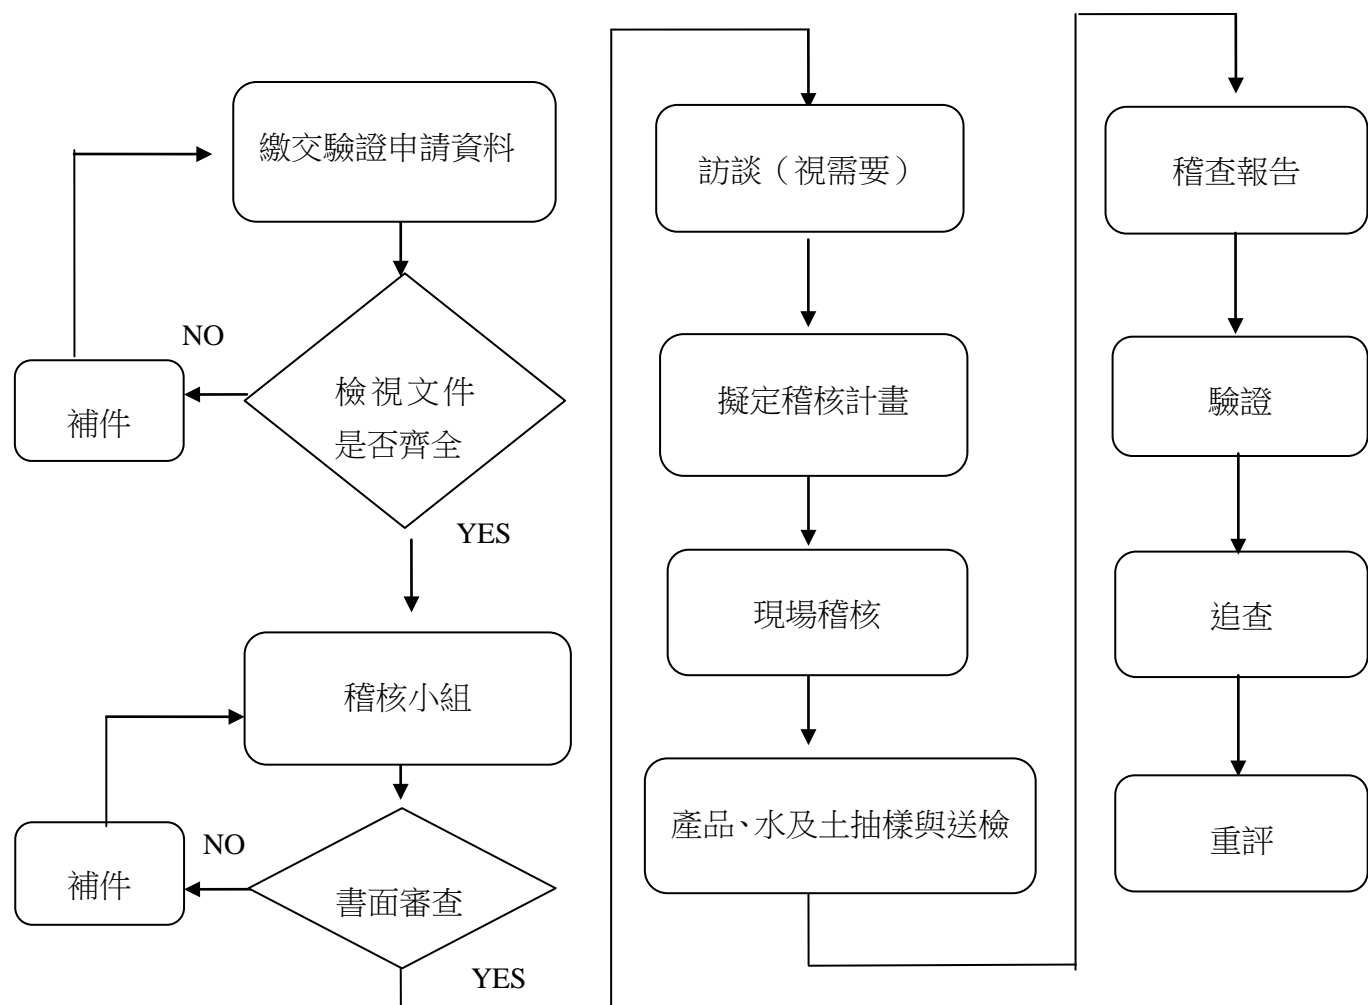 繳交驗證申請資料
NO
檢視文件
是否齊全
補件
YES
稽核小組
NO
補件
書面審查
YES
訪談（視需要）
擬定稽核計畫
現場稽核
產品、水及土抽樣與送檢
稽查報告
驗證
追查
重評